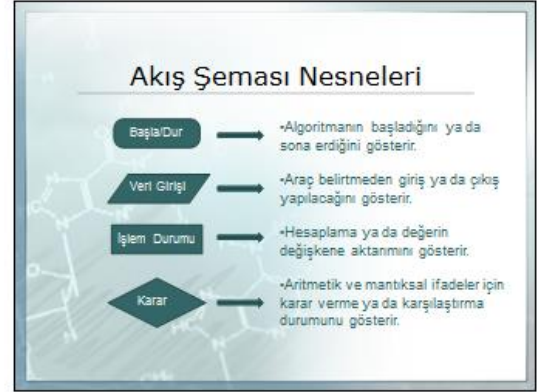 Akış Şeması Nesneleri
Başla/Dur
•Algoritmanın başladığını ya da
sona erdiğini gösterir.
Veri Girişi
•Araç belirtmeden giriş ya da çıkış
yapılacağını gösterir.
İşlem Durumu
•Hesaplama ya da değerin
değişkene aktarımını gösterir.
Karar
•Aritmetik ve mantıksal ifadeler için
karar verme ya da karşılaştırma
durumunu gösterir.